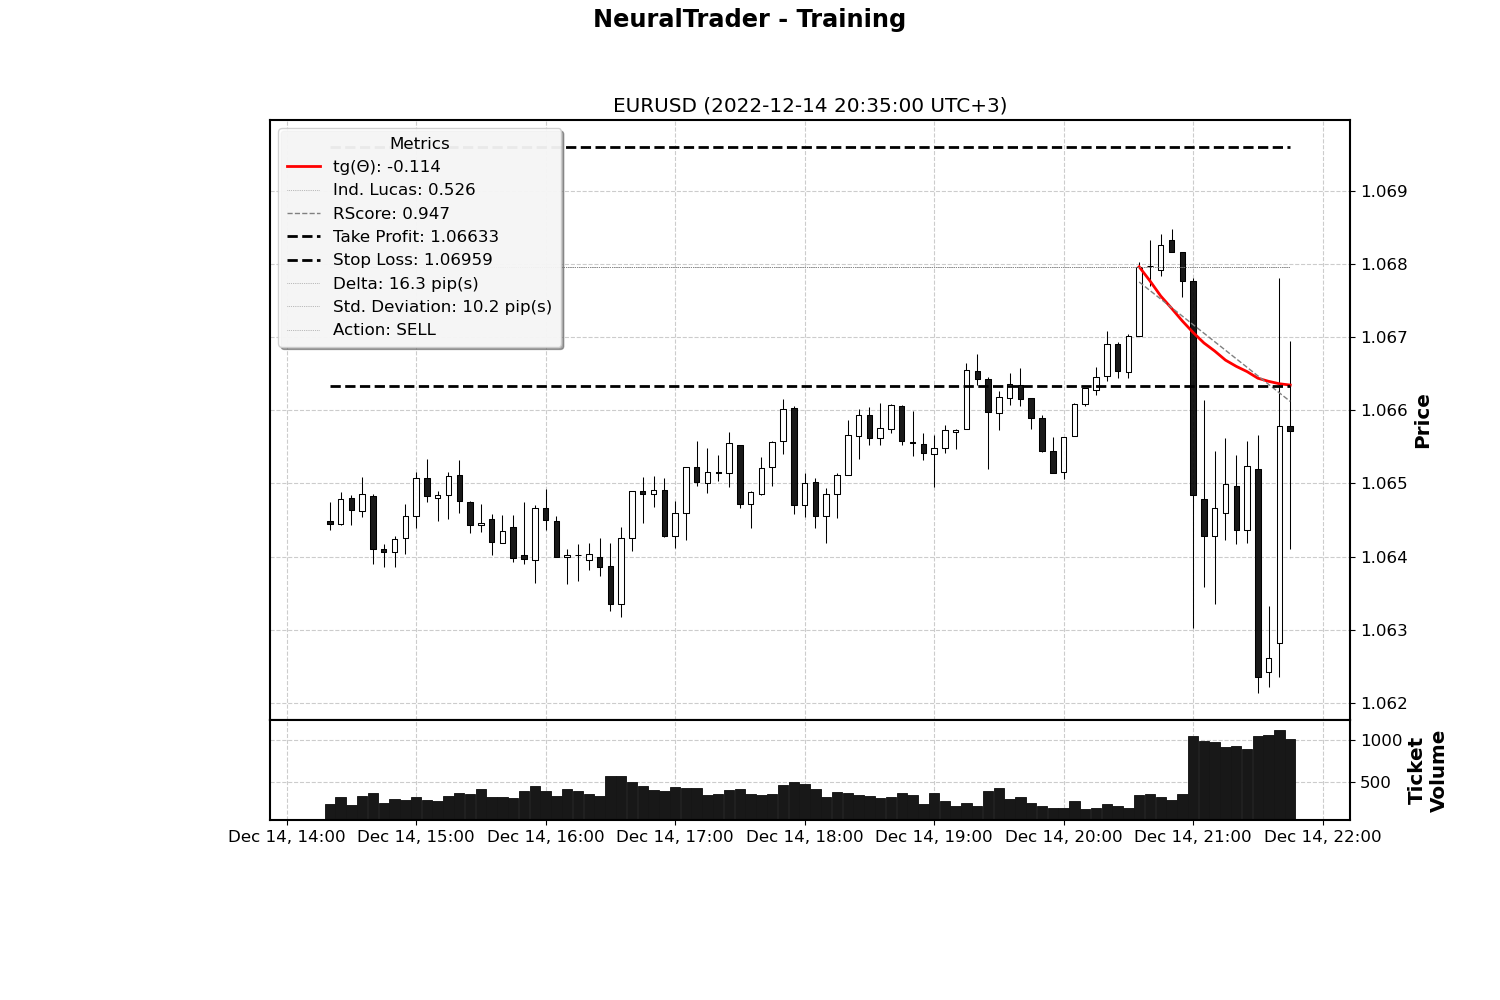 NeuralTrader - Training
EURUSD (2022-12-14 20:35:00 UTC+3)
Metrics
tg(Θ): -0.114
Ind. Lucas: 0.526
RScore: 0.947
Take Profit: 1.06633
Stop Loss: 1.06959
Delta: 16.3 pip(s)
Std. Deviation: 10.2 pip(s)
Action: SELL
1.069
1.068
1.067
1.066
1.065
1.064
1.063
1.062
Price
1000
500
Ticket
Volume
Dec 14, 14:00 Dec 14, 15:00 Dec 14, 16:00 Dec 14, 17:00 Dec 14, 18:00 Dec 14, 19:00 Dec 14, 20:00 Dec 14, 21:00 Dec 14, 22:00